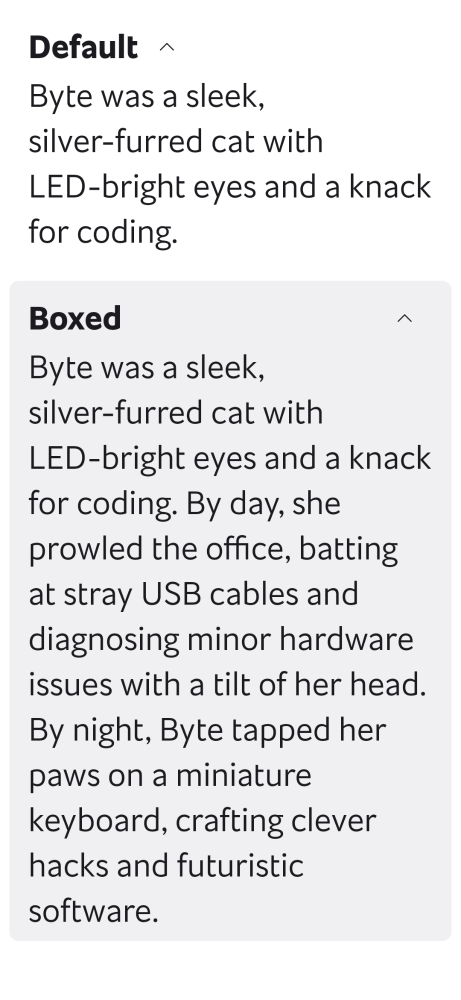 Default
Byte was a sleek,
silver-furred cat with
LED-bright eyes and a knack
for coding.
Boxed
Byte was a sleek,
silver-furred cat with
LED-bright eyes and a knack
for coding. By day, she
prowled the office, batting
at stray USB cables and
diagnosing minor hardware
issues with a tilt of her head.
By night, Byte tapped her
paws on a miniature
keyboard, crafting clever
hacks and futuristic
software.